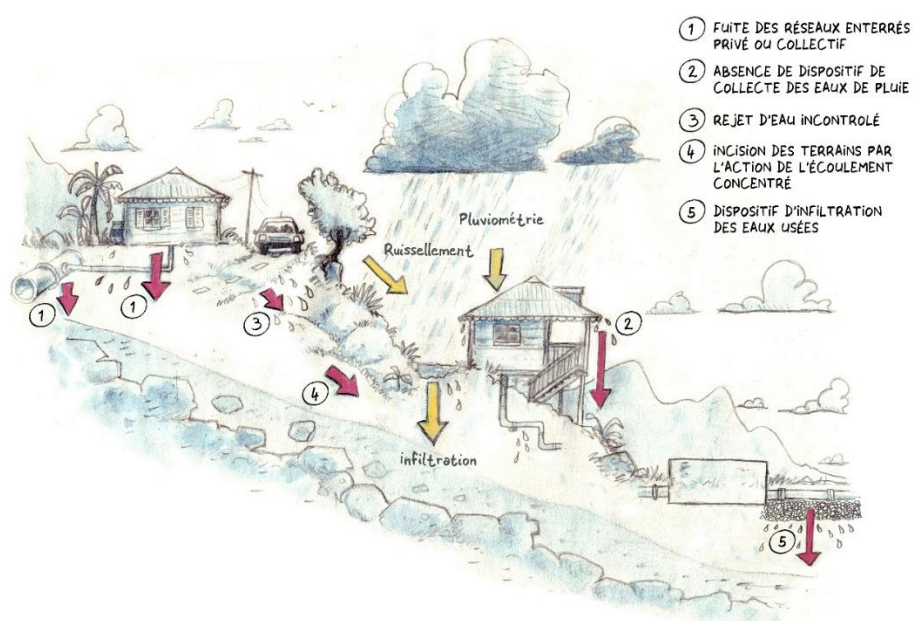 1 FUITE DES RÉSEAUX ENTERRÉS
PRIVÉ OU COLLECTIF
2 ABSENCE DE DISPOSITIF DE
COLLECTE DES EAUX DE PLUIE
3 REJET D'EAU INCONTROLÉ
4 INCISION DES TERRAINS PAR
L'ACTION DE L'ÉCOULEMENT
CONCENTRÉ
5 DISPOSITIF D'INFILTRATION
DES EAUX USÉES
Pluviométrie
Ruissellement
1
1
3
2
4
infiltration
5